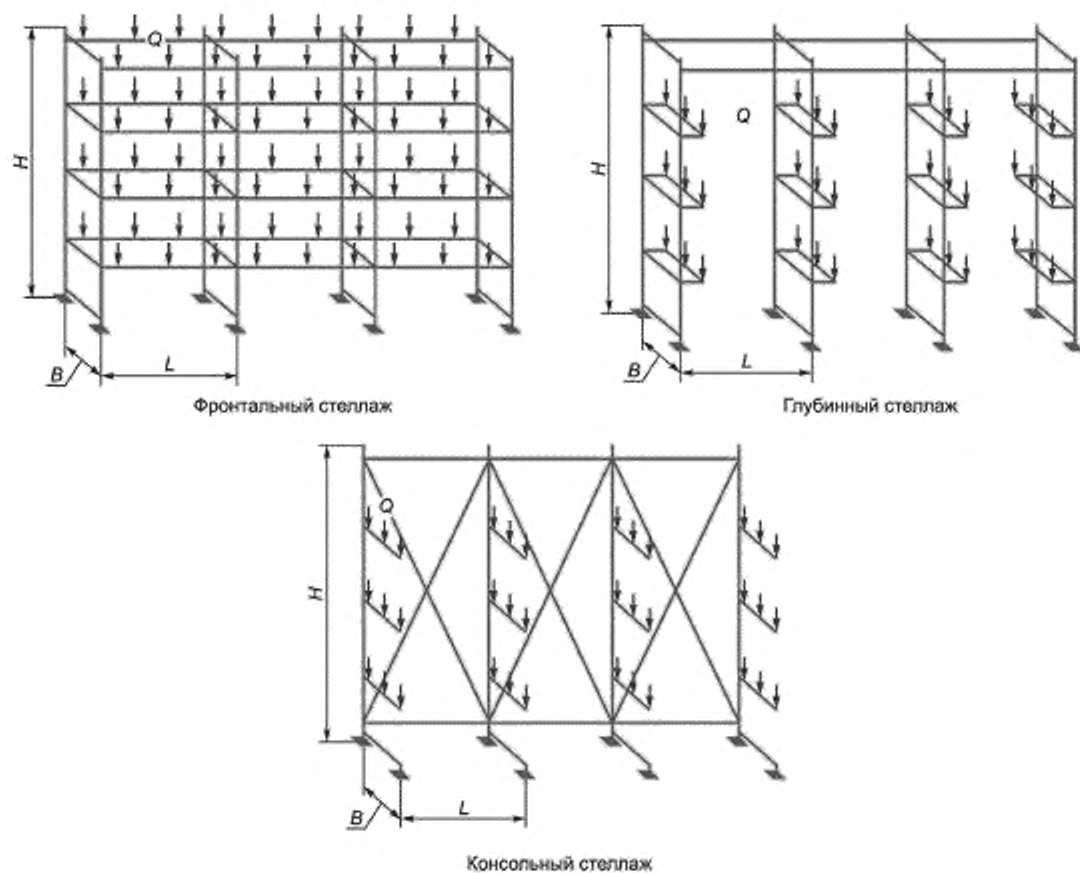 Q
H
B
L
Фронтальный стеллаж
Q
H
B
L
Глубинный стеллаж
Q
H
B
L
Консольный стеллаж